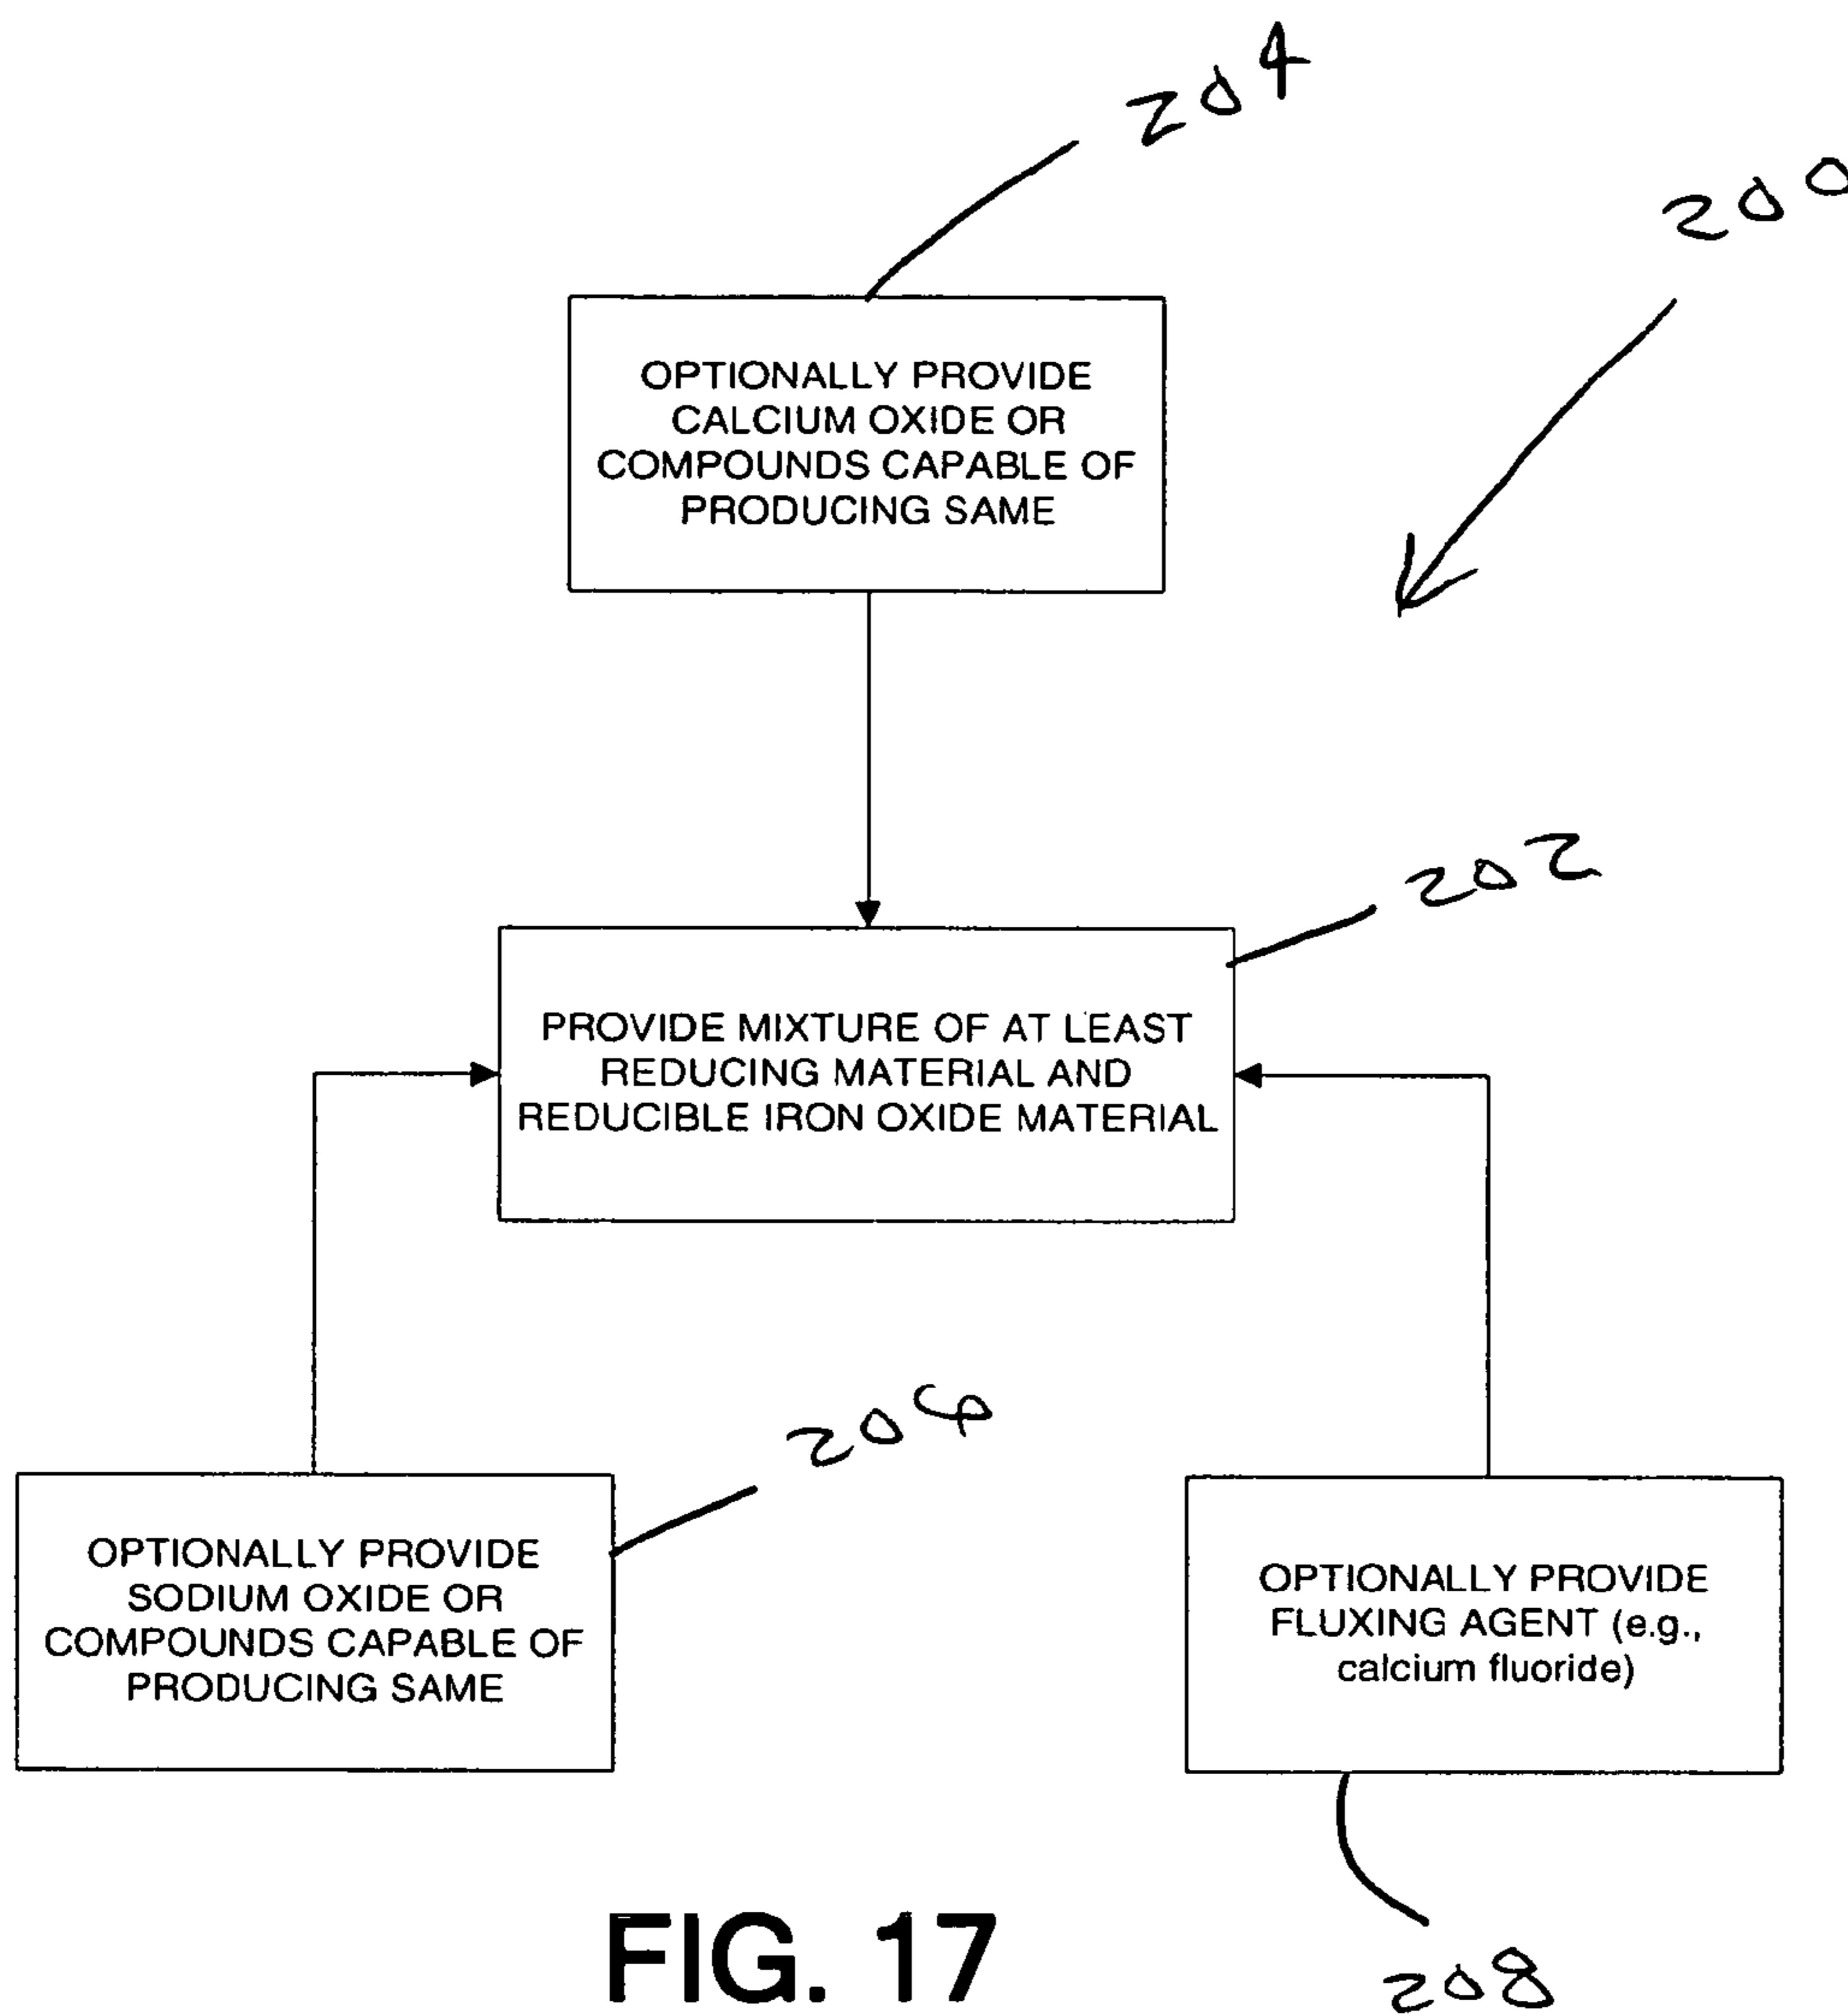 204
200
OPTIONALLY PROVIDE
CALCIUM OXIDE OR
COMPOUNDS CAPABLE OF
PRODUCING SAME
202
PROVIDE MIXTURE OF AT LEAST
REDUCING MATERIAL AND
REDUCIBLE IRON OXIDE MATERIAL
206
OPTIONALLY PROVIDE
SODIUM OXIDE OR
COMPOUNDS CAPABLE OF
PRODUCING SAME
OPTIONALLY PROVIDE
FLUXING AGENT (e.g.,
calcium fluoride)
208
FIG. 17